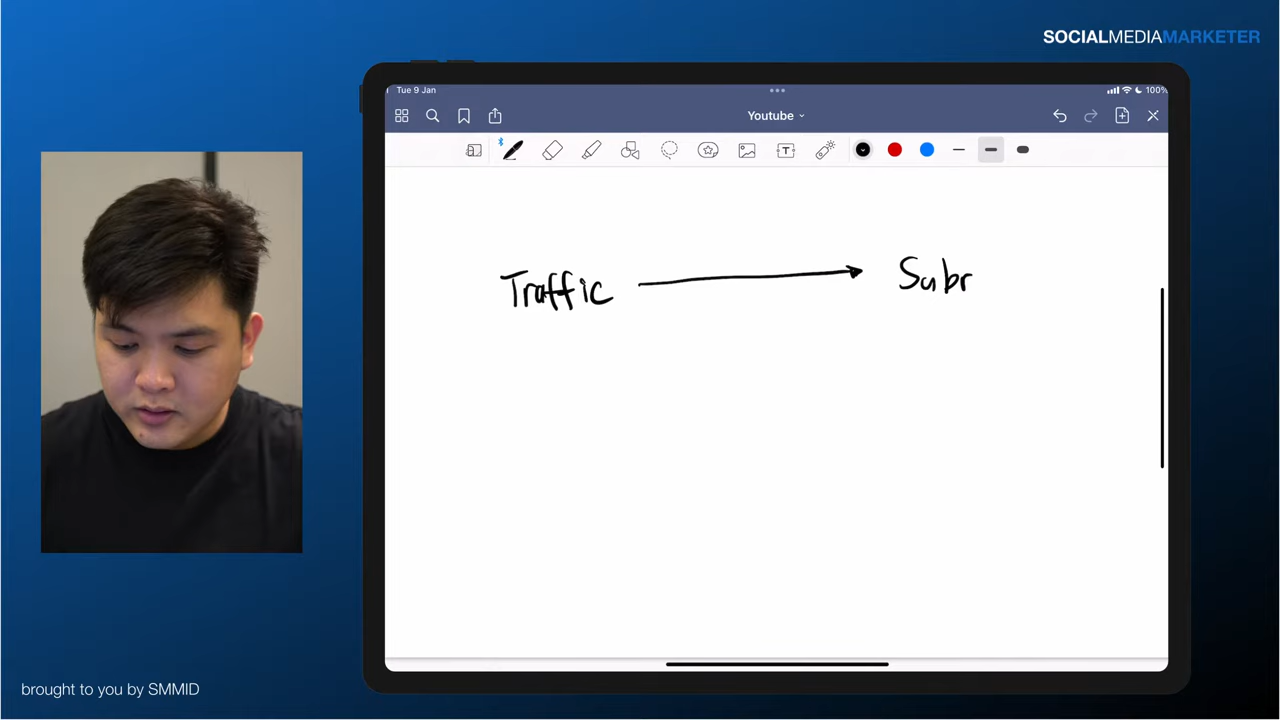 SOCIALMEDIAMARKETER
Tue 9 Jan
100%
Youtube
T
Traffic
Subr
brought to you by SMMID